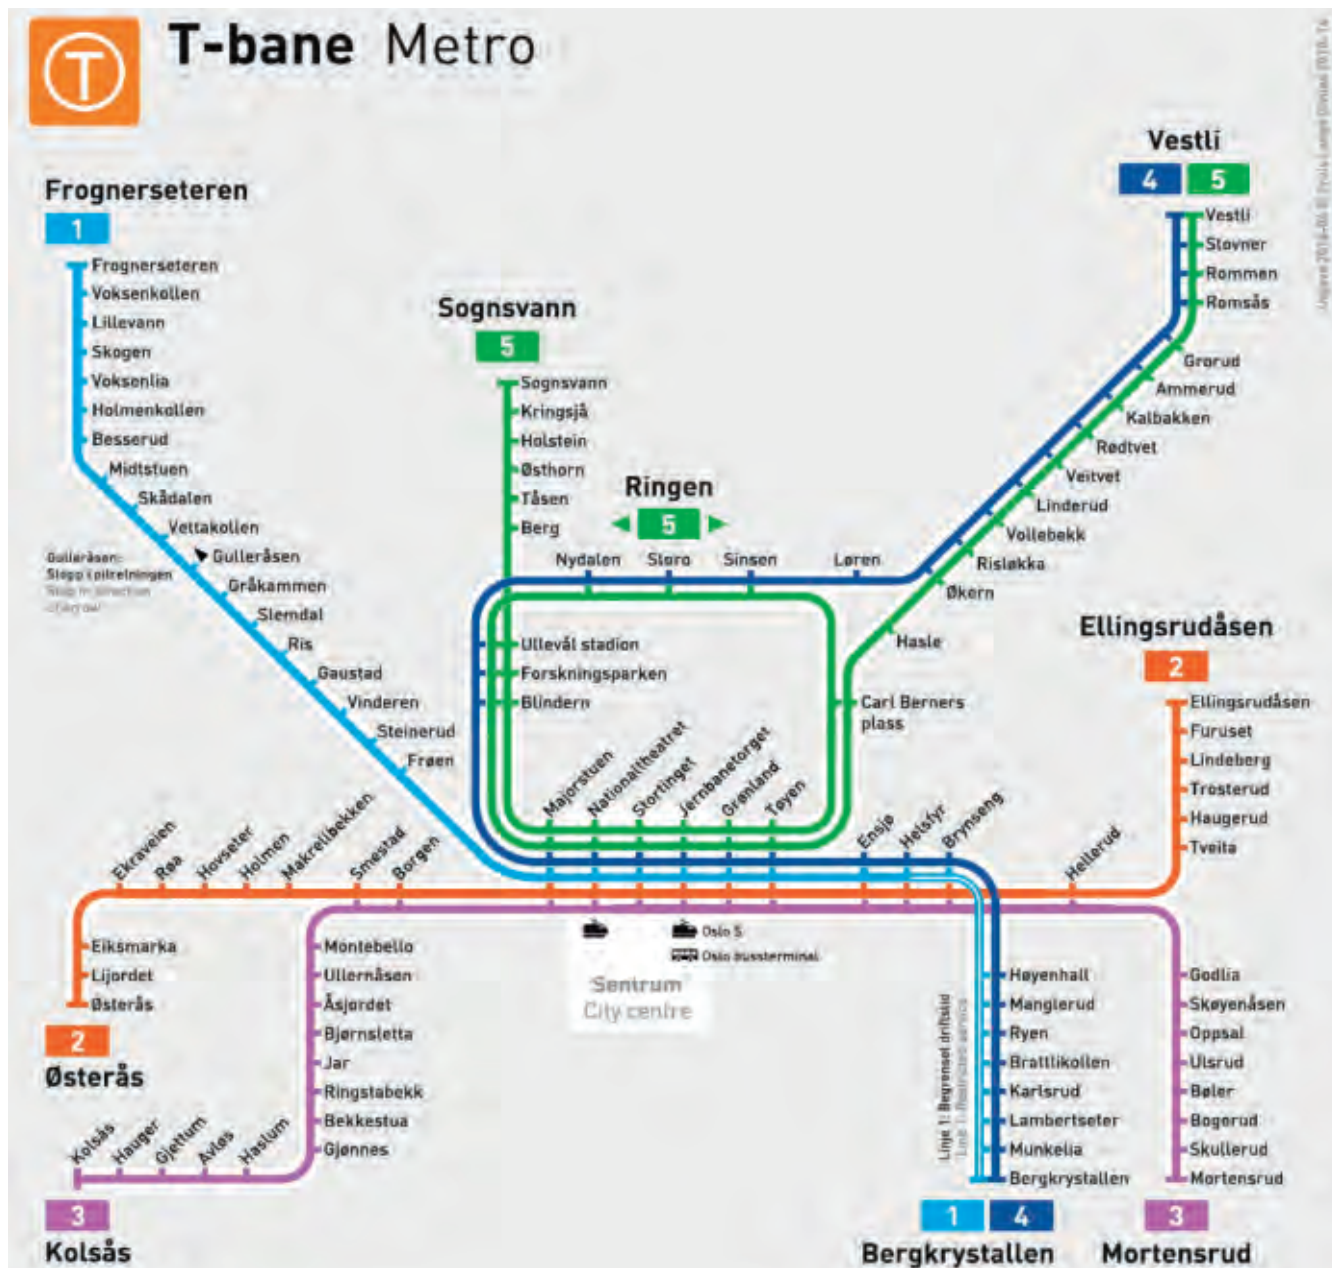 T
T-bane Metro
Frognerseteren
1
Frognerseteren
Voksenkollen
Lillevann
Skogen
Voksenlia
Holmenkollen
Besserud
Midtstuen
Skådalen
Vettakollen
Gulleråsen
Gråkammen
Slemdal
Ris
Gaustad
Vinderen
Steinerud
Frøen
Gulleråsen:
Stopp i pilretningen
Sognsvann
5
Sognsvann
Kringsjå
Holstein
Østhorn
Tåsen
Berg
Ullevål stadion
Forskningsparken
Blindern
Ringen
5
Nydalen
Storo
Sinsen
Løren
Vestli
4 5
Vestli
Stovner
Rommen
Romsås
Grorud
Ammerud
Kalbakken
Rødtvet
Veitvet
Linderud
Vollebekk
Risløkka
Økern
Hasle
Carl Berners
plass
Ellingsrudåsen
2
Ellingsrudåsen
Furuset
Lindeberg
Trosterud
Haugerud
Tveita
Ekraveien
Røa
Hovseter
Holmen
Makrellbekken
Smestad
Borgen
Majorstuen
Nationaltheatret
Stortinget
Jernbanetorget
Grønland
Tøyen
Ensjø
Helsfyr
Brynseng
Hellerud
Eiksmarka
Lijordet
Østerås
2
Østerås
Montebello
Ullernåsen
Åsjordet
Bjørnsletta
Jar
Ringstabekk
Bekkestua
Gjønnes
Kolsås
Hauger
Gjettum
Avløs
Haslum
3
Kolsås
Oslo S
Oslo bussterminal
Sentrum
City centre
Linje 1: Begrenset driftstid
Line 1: Restricted service
Høyenhall
Manglerud
Ryen
Brattlikollen
Karlsrud
Lambertseter
Munkelia
Bergkrystallen
1 4
Bergkrystallen
Godlia
Skøyenåsen
Oppsal
Ulsrud
Bøler
Bogerud
Skullerud
Mortensrud
3
Mortensrud